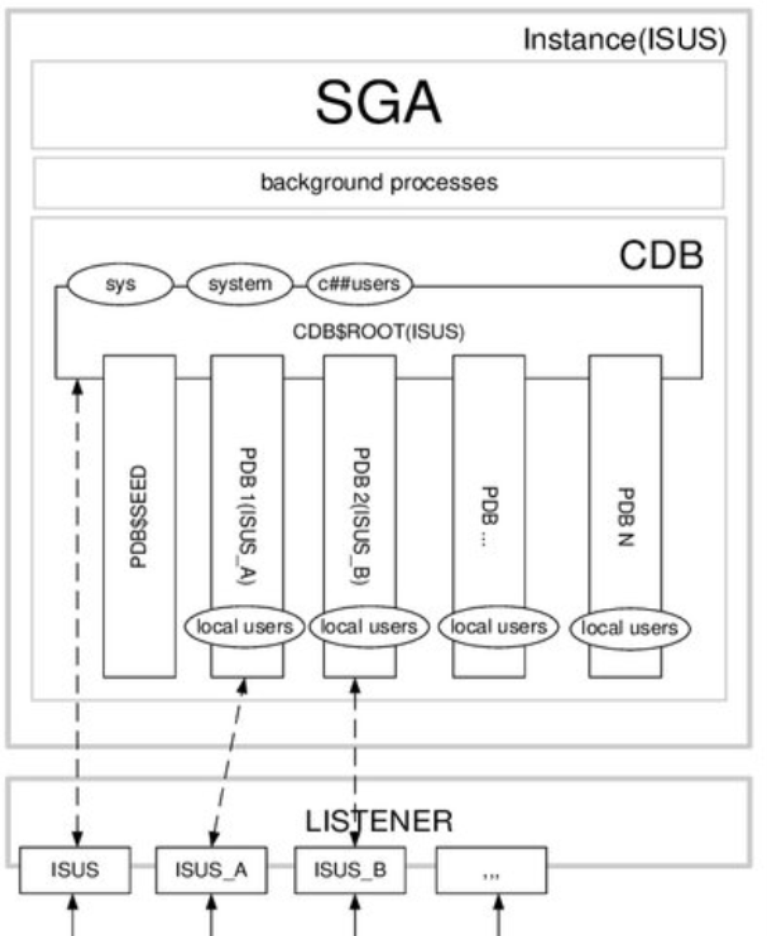 Instance(ISUS)
SGA
background processes
CDB
sys
system
c##users
CDB$ROOT(ISUS)
PDB$SEED
PDB 1(ISUS_A)
PDB 2(ISUS_B)
PDB ...
PDB N
local users
local users
local users
local users
LISTENER
ISUS
ISUS_A
ISUS_B
,,,